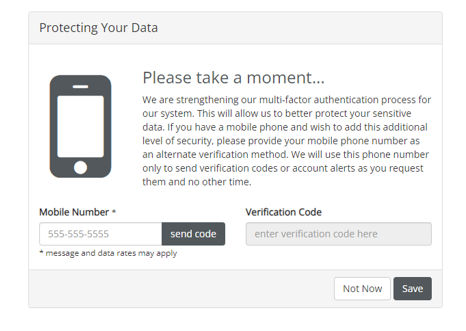 Protecting Your Data
Please take a moment...
We are strengthening our multi-factor authentication process for
our system. This will allow us to better protect your sensitive
data. If you have a mobile phone and wish to add this additional
level of security, please provide your mobile phone number as
an alternate verification method. We will use this phone number
only to send verification codes or account alerts as you request
them and no other time.
Mobile Number *
Verification Code
555-555-5555
send code
enter verification code here
* message and data rates may apply
Not Now
Save